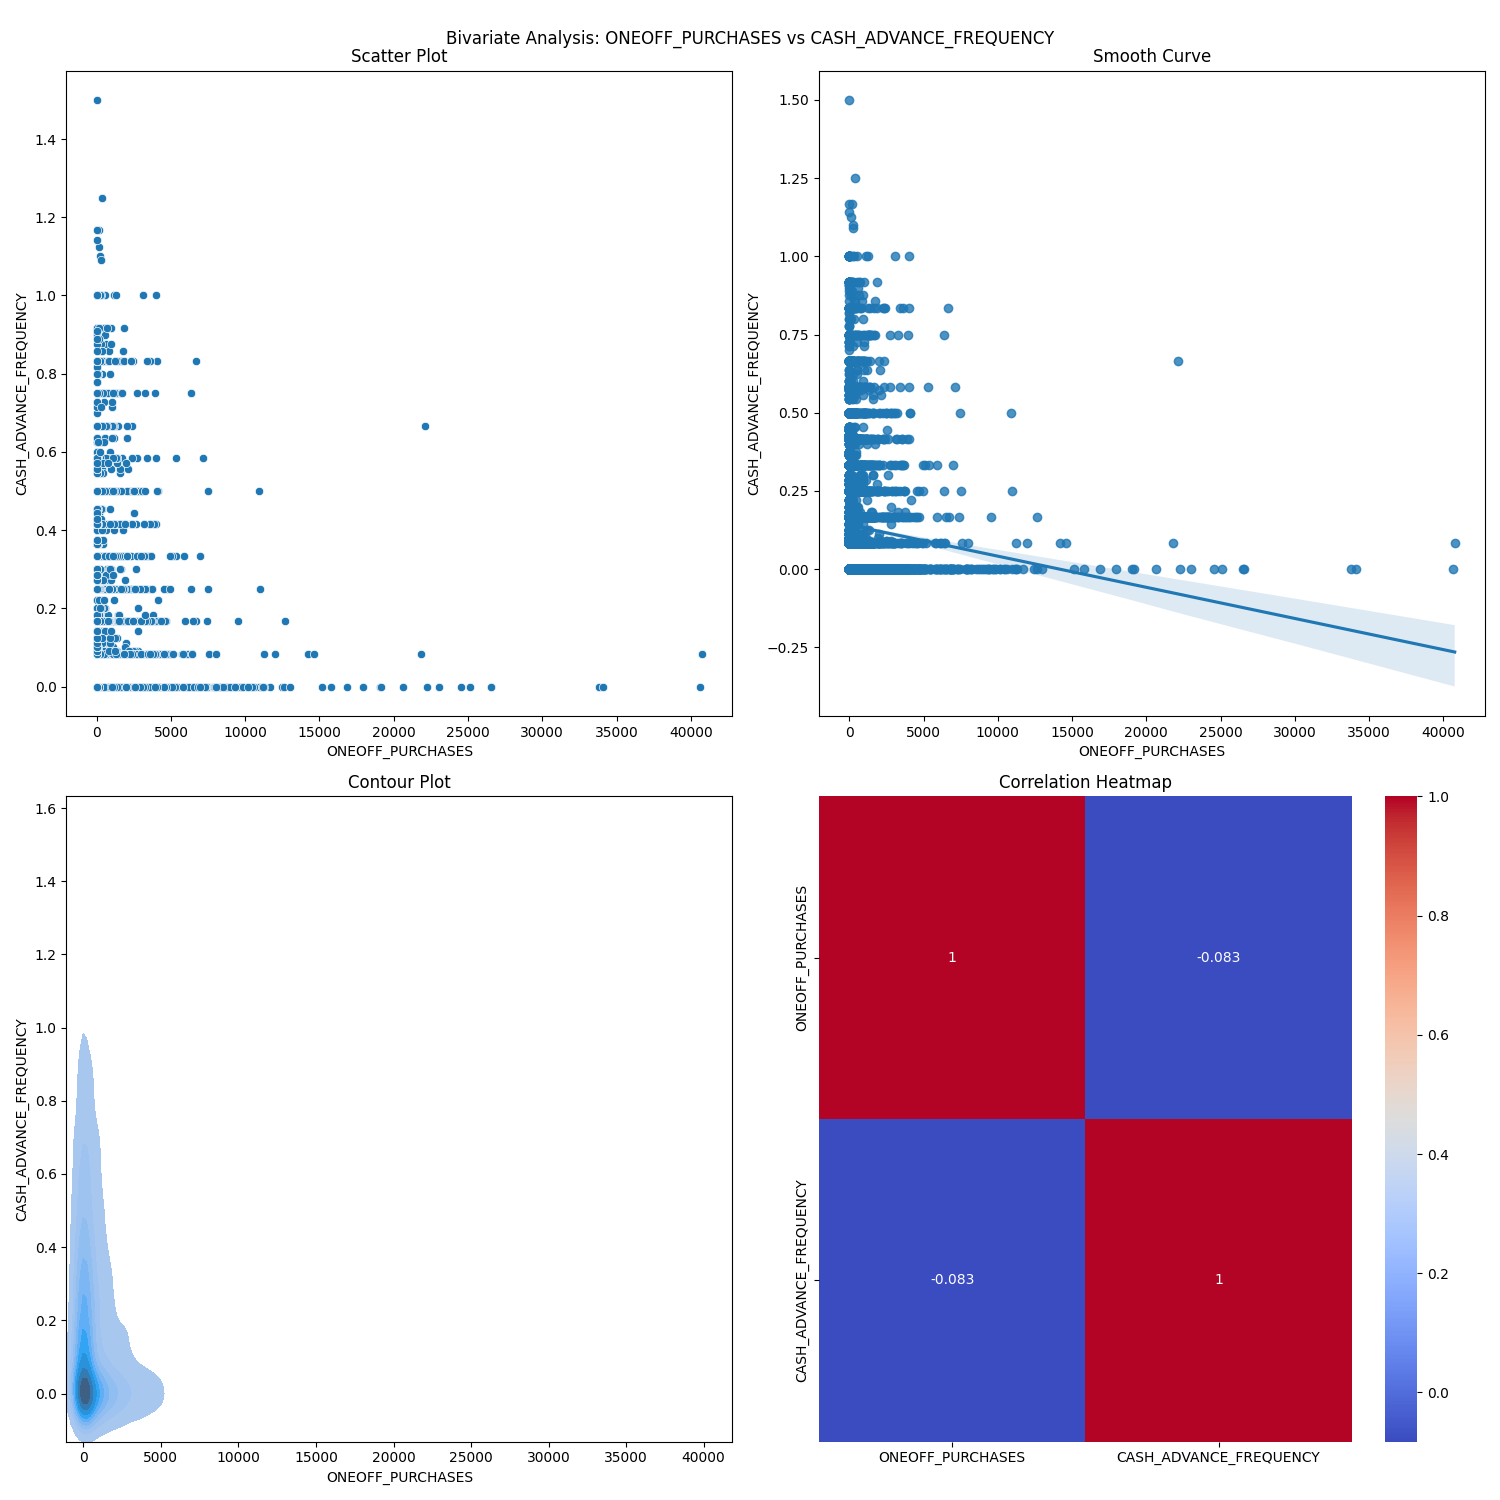 Bivariate Analysis: ONEOFF_PURCHASES vs CASH_ADVANCE_FREQUENCY
Scatter Plot
1.4
1.2
1.0
0.8
0.6
0.4
0.2
0.0
CASH_ADVANCE_FREQUENCY
0 5000 10000 15000 20000 25000 30000 35000 40000
ONEOFF_PURCHASES
Smooth Curve
1.50
1.25
1.00
0.75
0.50
0.25
0.00
−0.25
CASH_ADVANCE_FREQUENCY
0 5000 10000 15000 20000 25000 30000 35000 40000
ONEOFF_PURCHASES
Contour Plot
1.6
1.4
1.2
1.0
0.8
0.6
0.4
0.2
0.0
CASH_ADVANCE_FREQUENCY
0 5000 10000 15000 20000 25000 30000 35000 40000
ONEOFF_PURCHASES
Correlation Heatmap
ONEOFF_PURCHASES
CASH_ADVANCE_FREQUENCY
1 -0.083
-0.083 1
ONEOFF_PURCHASES CASH_ADVANCE_FREQUENCY
1.0
0.8
0.6
0.4
0.2
0.0